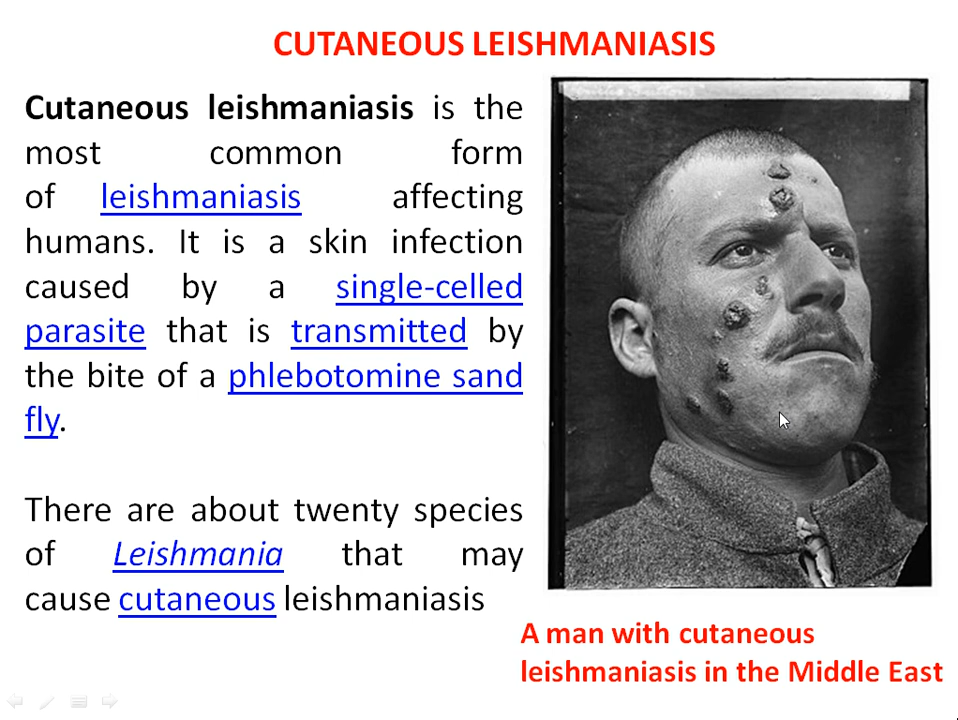 CUTANEOUS LEISHMANIASIS
Cutaneous leishmaniasis is the
most common form
of leishmaniasis affecting
humans. It is a skin infection
caused by a single-celled
parasite that is transmitted by
the bite of a phlebotomine sand
fly.
There are about twenty species
of Leishmania that may
cause cutaneous leishmaniasis
A man with cutaneous
leishmaniasis in the Middle East